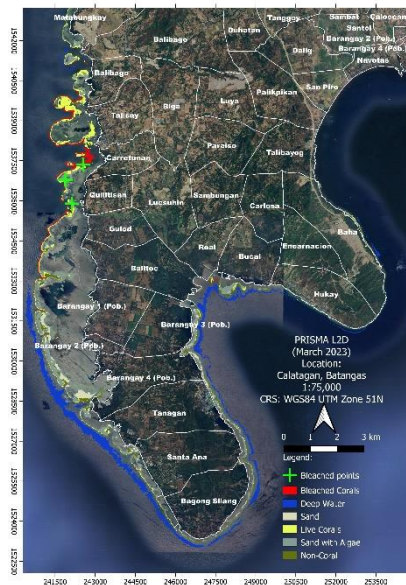 Matabungkay
Balibago
Duhatan
Tanggoy
Sambat
Caloocan
Santol
Barangay 2 (Pob.)
Barangay 4 (Pob.)
Navotas
Dalig
Balibago
Palikpikan
San Piro
Biga
Luya
Talisay
Paraiso
Talibayog
Carretunan
Quilitisan
Lucsuhin
Sambungan
Carlosa
Gulod
Real
Bucal
Encarnacion
Baha
Balitoc
Hukay
Barangay 1 (Pob.)
Barangay 3 (Pob.)
Barangay 2 (Pob.)
Barangay 4 (Pob.)
Tanagan
Santa Ana
Bagong Silang
PRISMA L2D
(March 2023)
Location:
Calatagan, Batangas
1:75,000
CRS: WGS84 UTM Zone 51N
0 1 2 3 km
Legend:
Bleached points
Bleached Corals
Deep Water
Sand
Live Corals
Sand with Algae
Non-Coral
241500 243000 244500 246000 247500 249000 250500 252000 253500